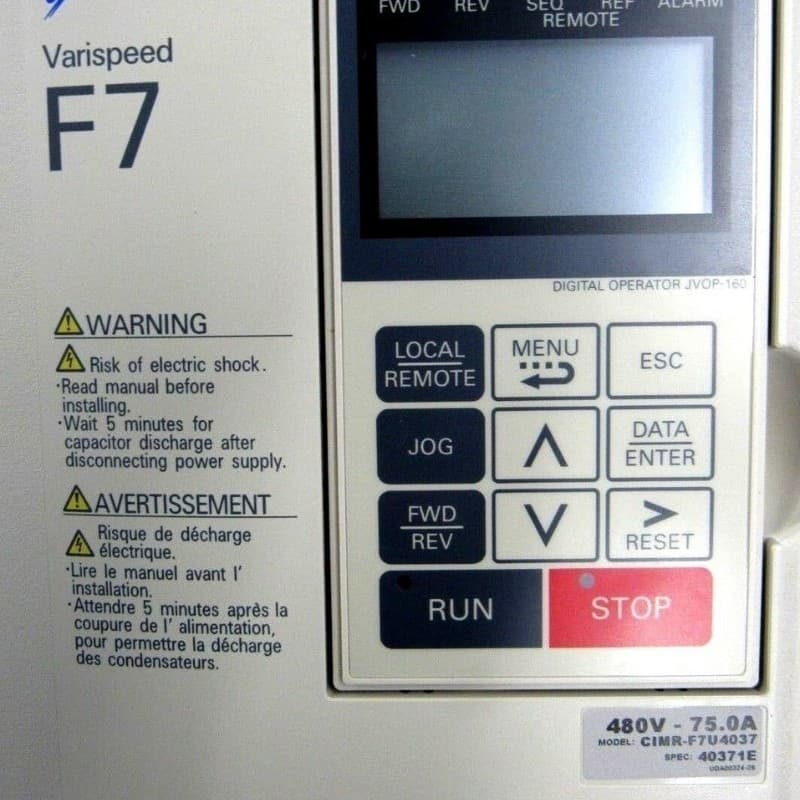 Varispeed
F7
FWD REV SEQ REF ALARM
REMOTE
DIGITAL OPERATOR JVOP-160
WARNING
Risk of electric shock.
·Read manual before
installing.
·Wait 5 minutes for
capacitor discharge after
disconnecting power supply.
AVERTISSEMENT
Risque de décharge
électrique.
·Lire le manuel avant l'
installation.
·Attendre 5 minutes après la
coupure de l' alimentation,
pour permettre la décharge
des condensateurs.
LOCAL
REMOTE
MENU
ESC
JOG
DATA
ENTER
FWD
REV
>
RESET
RUN
STOP
480V - 75.0A
MODEL: CIMR-F7U4037
SPEC: 40371E